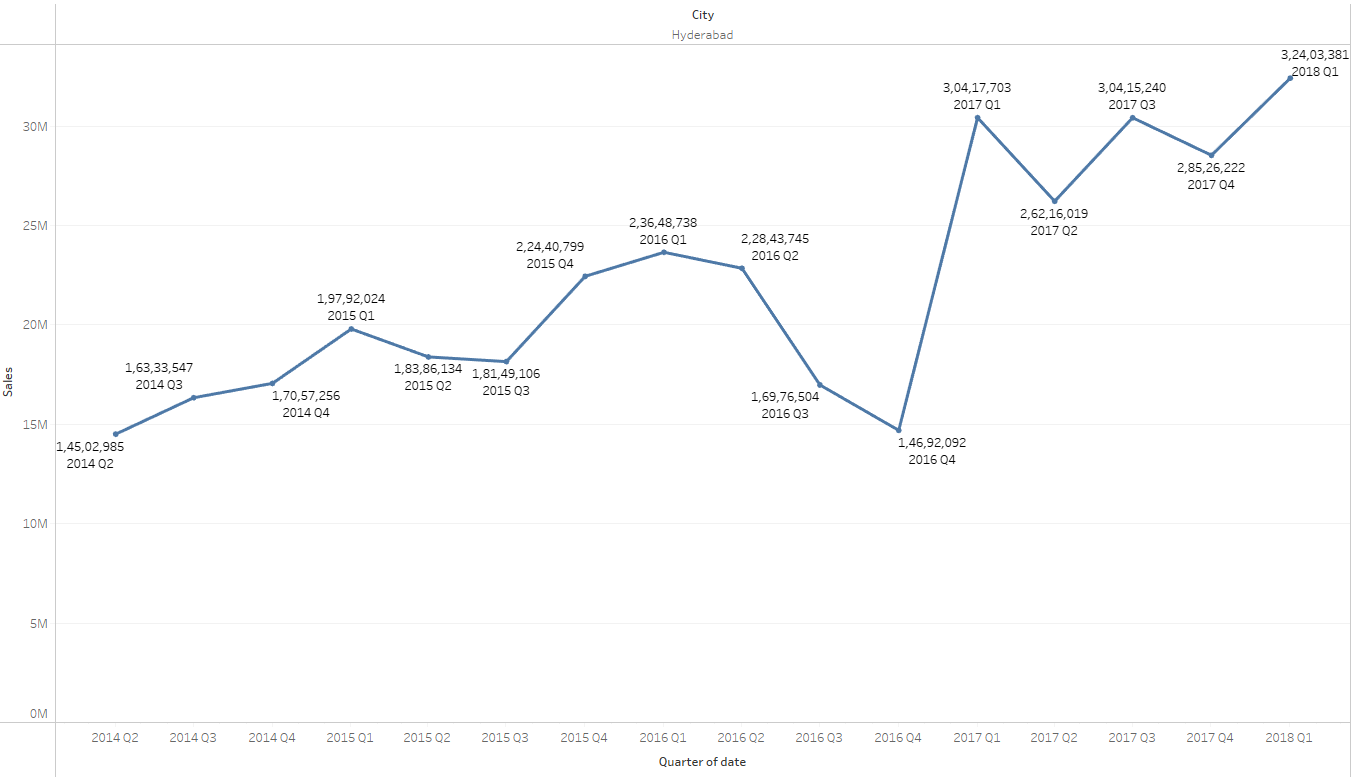 City
Hyderabad
3,24,03,381
2018 Q1
3,04,17,703
2017 Q1
3,04,15,240
2017 Q3
30M
2,85,26,222
2017 Q4
2,62,16,019
2017 Q2
25M
2,36,48,738
2016 Q1
2,28,43,745
2016 Q2
2,24,40,799
2015 Q4
1,97,92,024
2015 Q1
20M
1,63,33,547
2014 Q3
1,83,86,134
2015 Q2
1,81,49,106
2015 Q3
Sales
1,70,57,256
2014 Q4
1,69,76,504
2016 Q3
15M
1,45,02,985
2014 Q2
1,46,92,092
2016 Q4
10M
5M
0M
2014 Q2 2014 Q3 2014 Q4 2015 Q1 2015 Q2 2015 Q3 2015 Q4 2016 Q1 2016 Q2 2016 Q3 2016 Q4 2017 Q1 2017 Q2 2017 Q3 2017 Q4 2018 Q1
Quarter of date